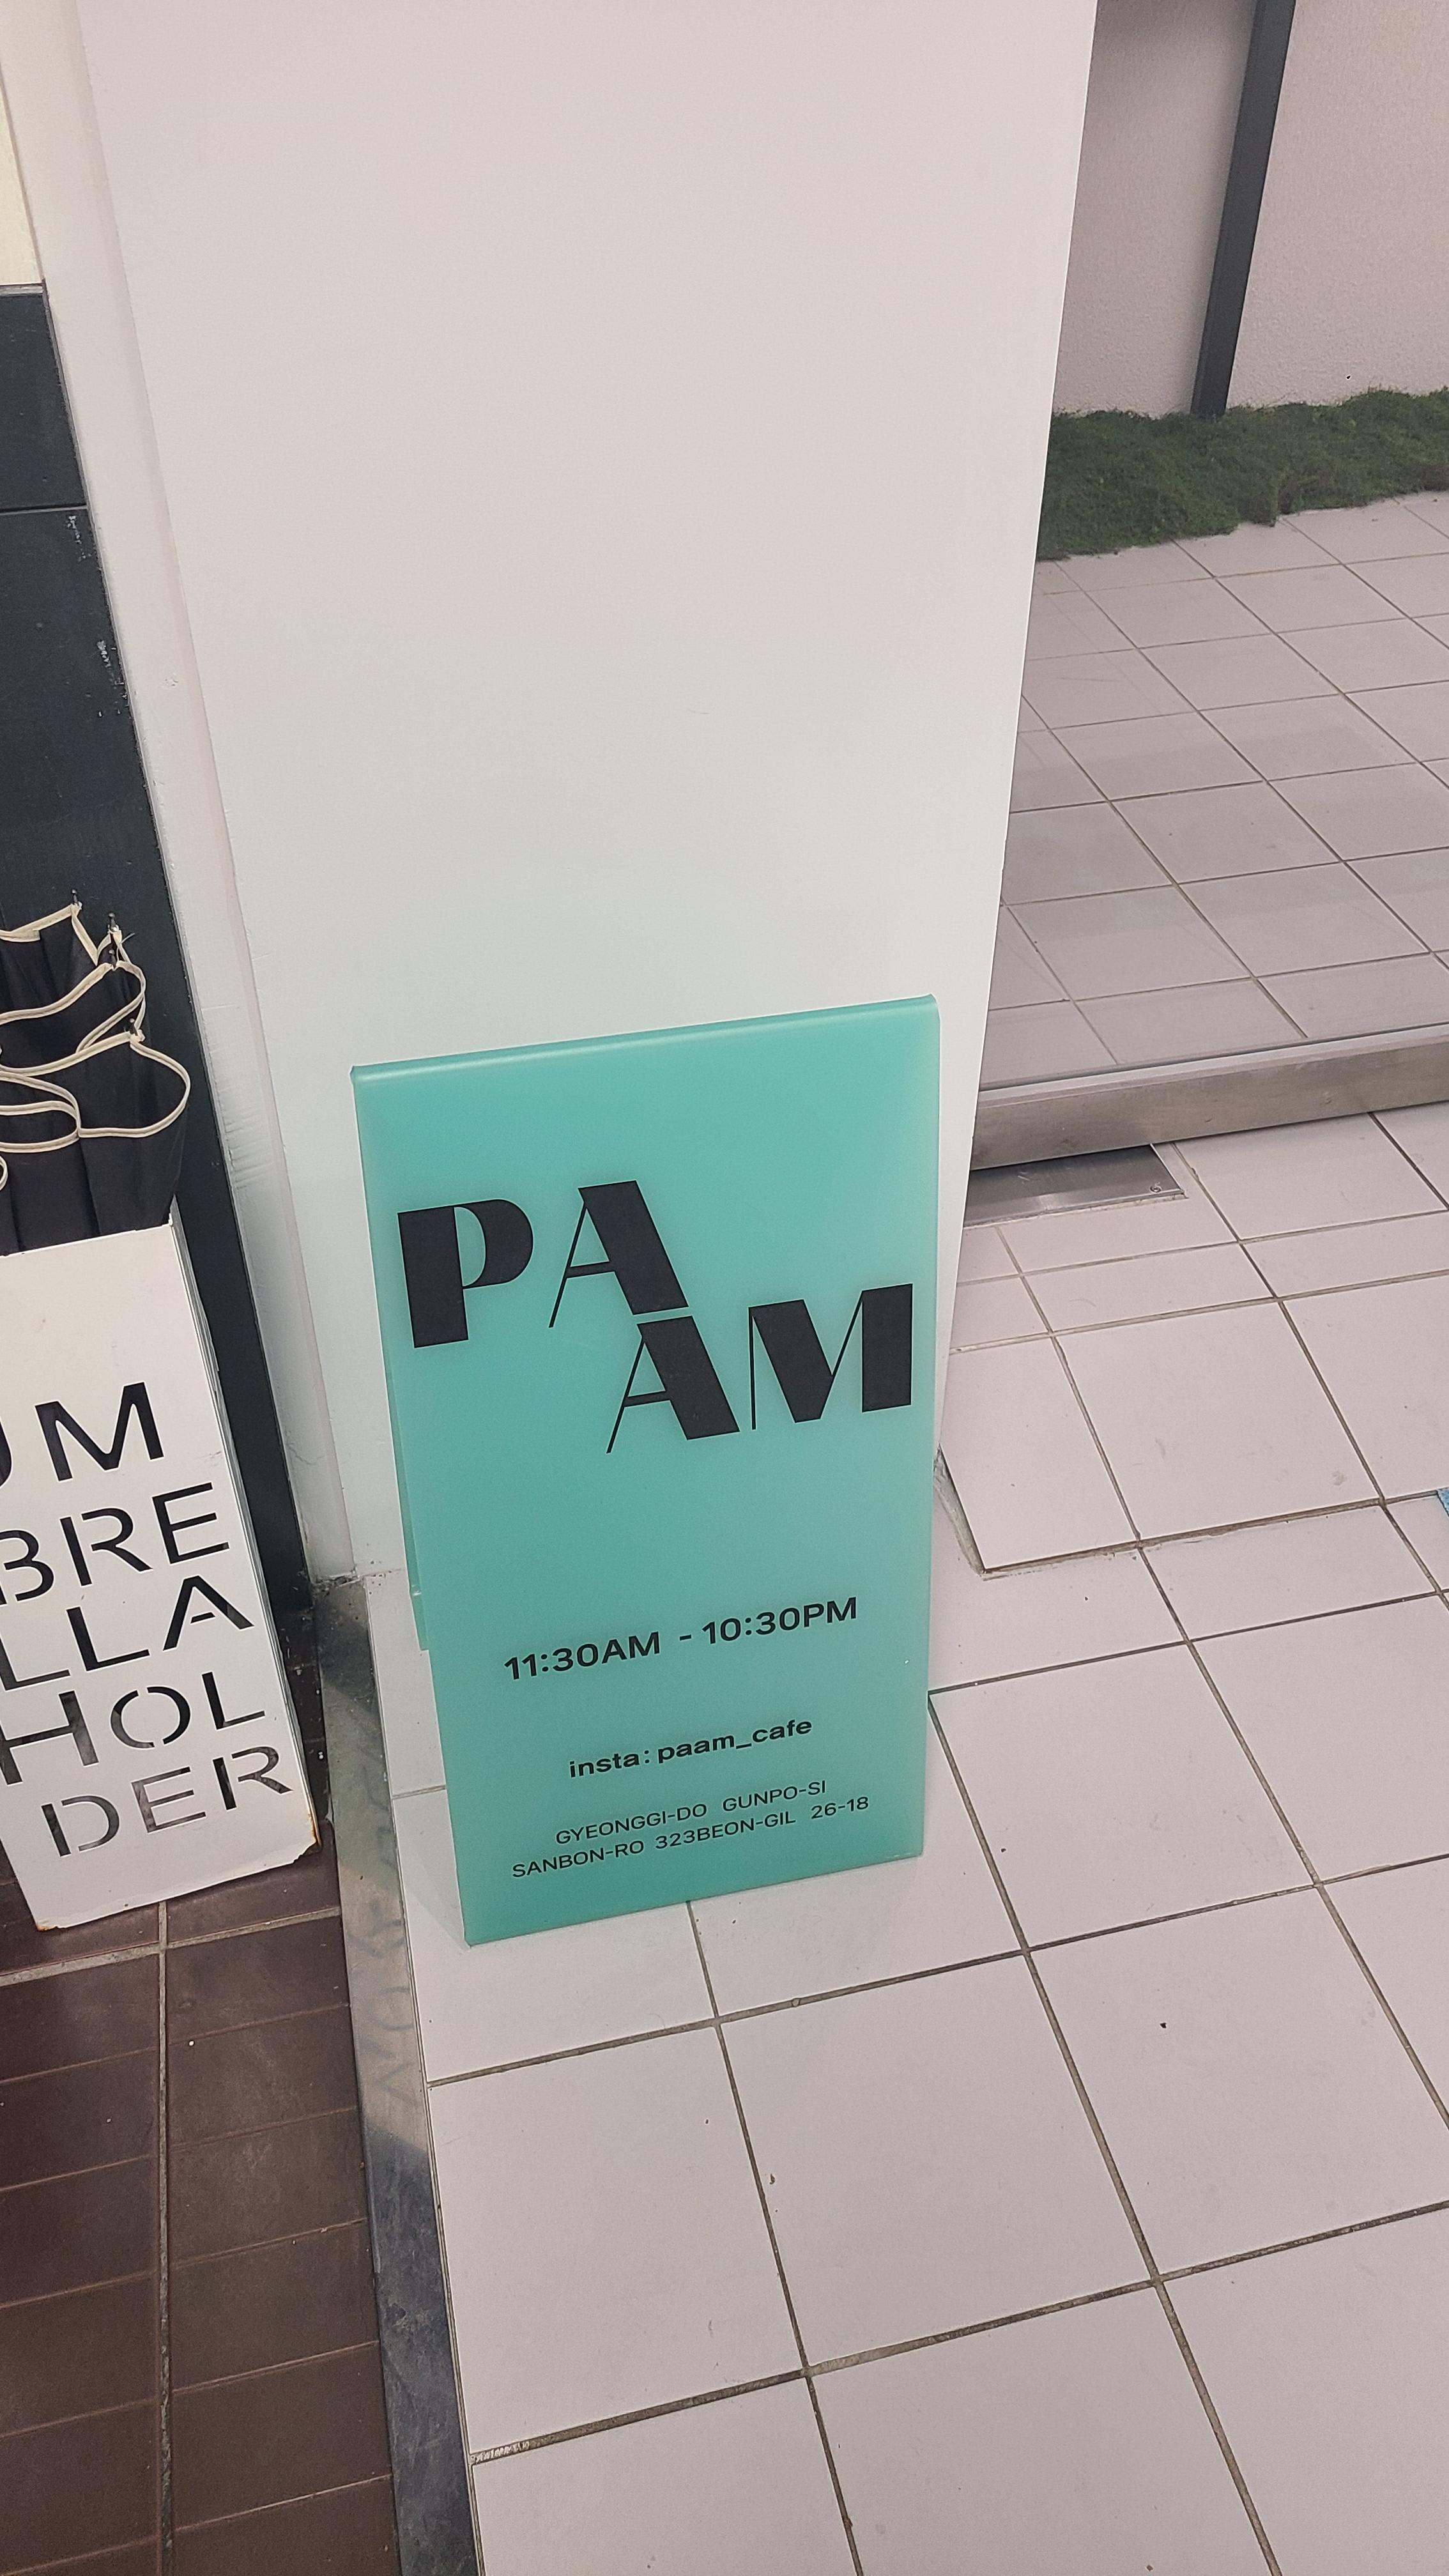 PA
AM
11:30AM - 10:30PM
insta: paam_cafe
GYEONGGI-DO GUNPO-SI
SANBON-RO 323BEON-GIL 26-18
UM
BRE
LLA
HOL
DER